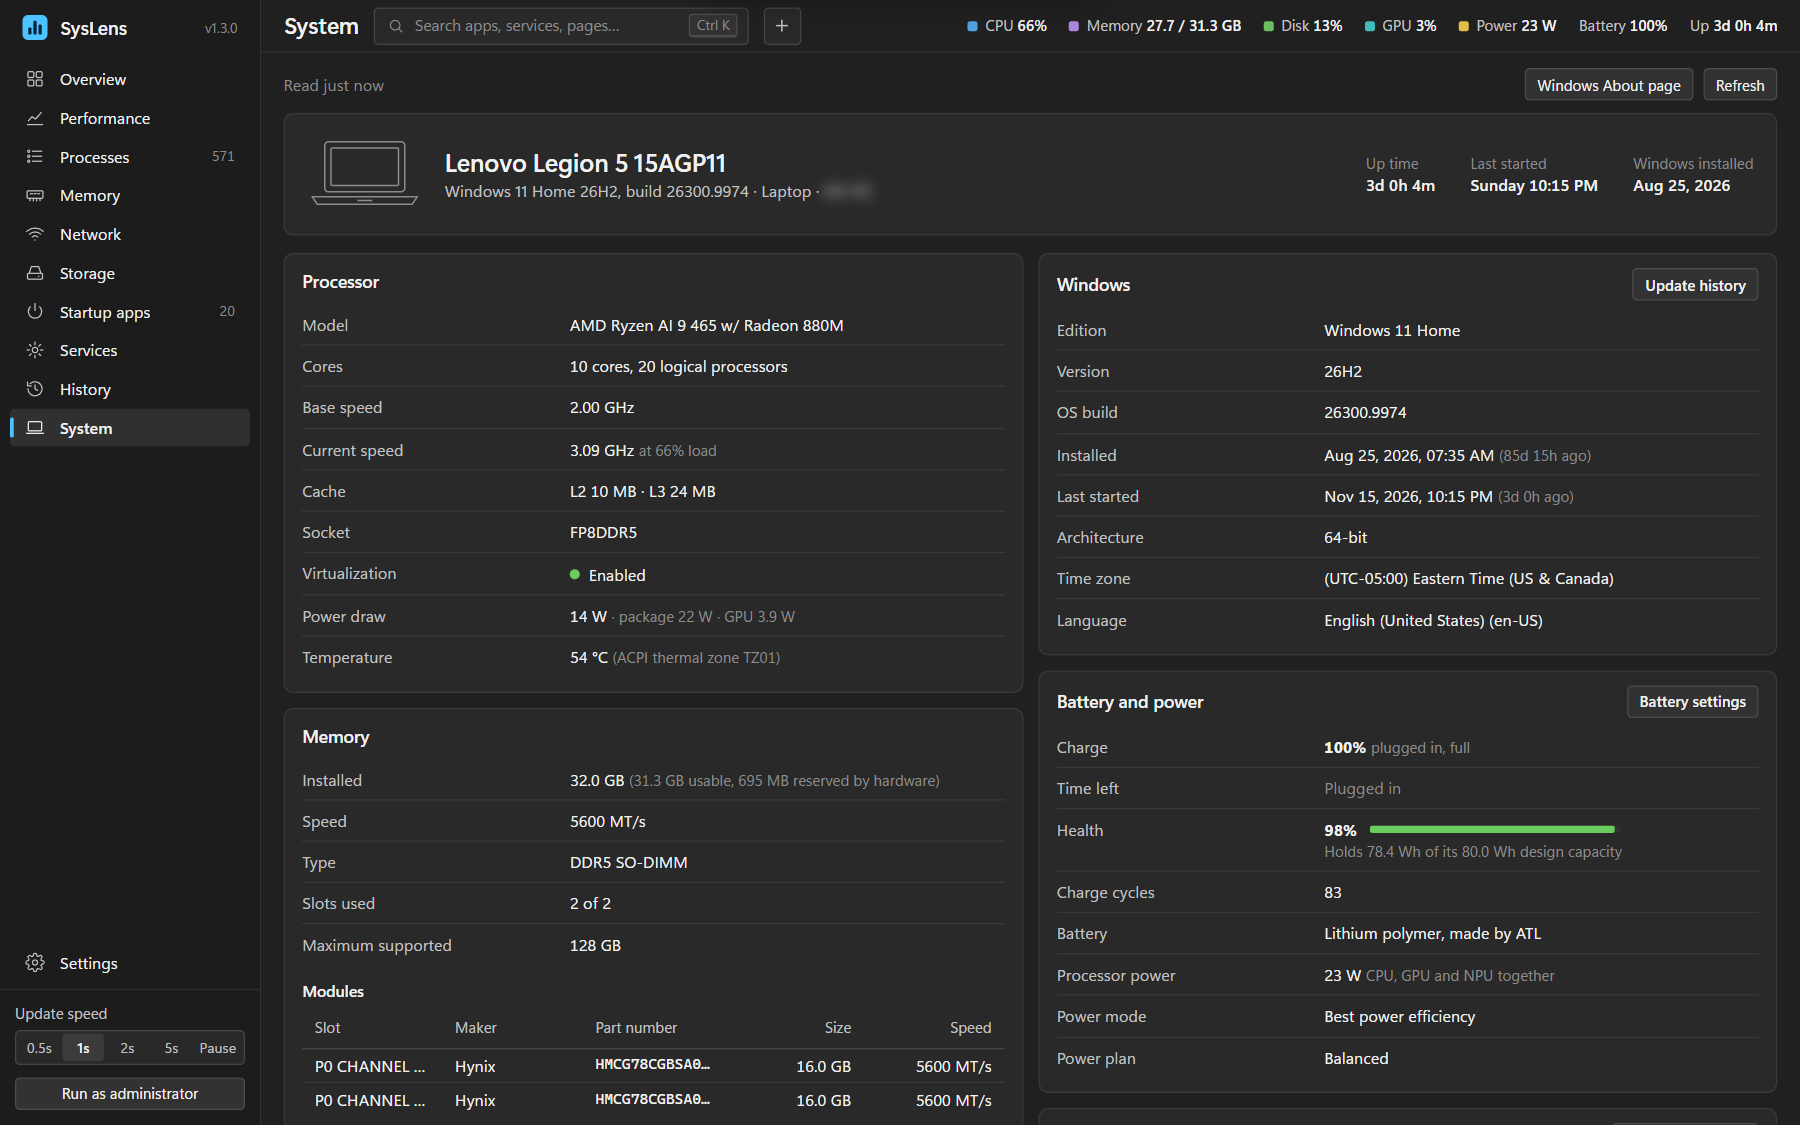 SysLens v1.3.0
Overview
Performance
Processes 571
Memory
Network
Storage
Startup apps 20
Services
History
System
Settings
Update speed
0.5s 1s 2s 5s Pause
Run as administrator
System
Search apps, services, pages... Ctrl K
+
CPU 66% Memory 27.7 / 31.3 GB Disk 13% GPU 3% Power 23 W Battery 100% Up 3d 0h 4m
Read just now
Windows About page Refresh
Lenovo Legion 5 15AGP11
Windows 11 Home 26H2, build 26300.9974 · Laptop ·
Up time
3d 0h 4m
Last started
Sunday 10:15 PM
Windows installed
Aug 25, 2026
Processor
Model AMD Ryzen AI 9 465 w/ Radeon 880M
Cores 10 cores, 20 logical processors
Base speed 2.00 GHz
Current speed 3.09 GHz at 66% load
Cache L2 10 MB · L3 24 MB
Socket FP8DDR5
Virtualization Enabled
Power draw 14 W · package 22 W · GPU 3.9 W
Temperature 54 °C (ACPI thermal zone TZ01)
Memory
Installed 32.0 GB (31.3 GB usable, 695 MB reserved by hardware)
Speed 5600 MT/s
Type DDR5 SO-DIMM
Slots used 2 of 2
Maximum supported 128 GB
Modules
Slot Maker Part number Size Speed
P0 CHANNEL ... Hynix HMCG78CGBSA0... 16.0 GB 5600 MT/s
P0 CHANNEL ... Hynix HMCG78CGBSA0... 16.0 GB 5600 MT/s
Windows Update history
Edition Windows 11 Home
Version 26H2
OS build 26300.9974
Installed Aug 25, 2026, 07:35 AM (85d 15h ago)
Last started Nov 15, 2026, 10:15 PM (3d 0h ago)
Architecture 64-bit
Time zone (UTC-05:00) Eastern Time (US & Canada)
Language English (United States) (en-US)
Battery and power Battery settings
Charge 100% plugged in, full
Time left Plugged in
Health 98%
Holds 78.4 Wh of its 80.0 Wh design capacity
Charge cycles 83
Battery Lithium polymer, made by ATL
Processor power 23 W CPU, GPU and NPU together
Power mode Best power efficiency
Power plan Balanced